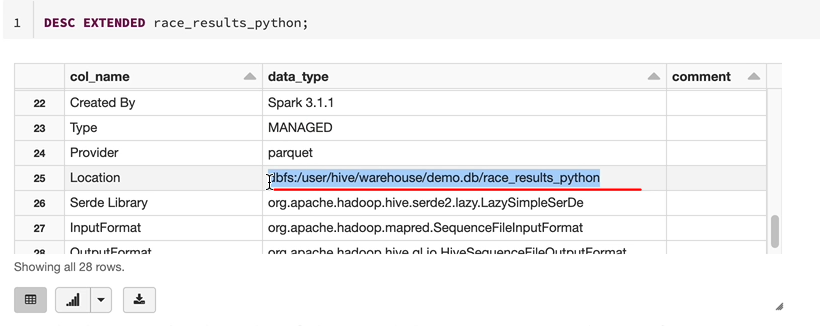 1 DESC EXTENDED race_results_python;
col_name data_type comment
22 Created By Spark 3.1.1
23 Type MANAGED
24 Provider parquet
25 Location dbfs:/user/hive/warehouse/demo.db/race_results_python
26 Serde Library org.apache.hadoop.hive.serde2.lazy.LazySimpleSerDe
27 InputFormat org.apache.hadoop.mapred.SequenceFileInputFormat
28 OutputFormat org.apache.hadoop.hive.ql.io.HiveSequenceFileOutputFormat
Showing all 28 rows.